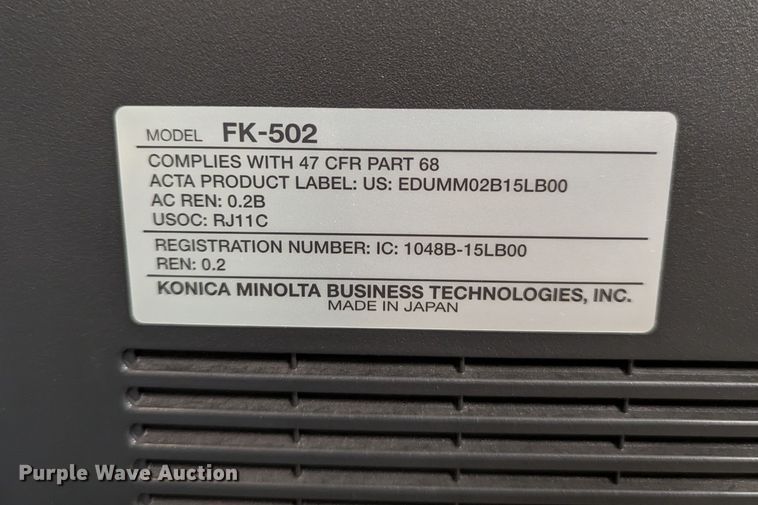 MODEL FK-502
COMPLIES WITH 47 CFR PART 68
ACTA PRODUCT LABEL: US: EDUMM02B15LB00
AC REN: 0.2B
USOC: RJ11C
REGISTRATION NUMBER: IC: 1048B-15LB00
REN: 0.2
KONICA MINOLTA BUSINESS TECHNOLOGIES, INC.
MADE IN JAPAN
Purple Wave Auction